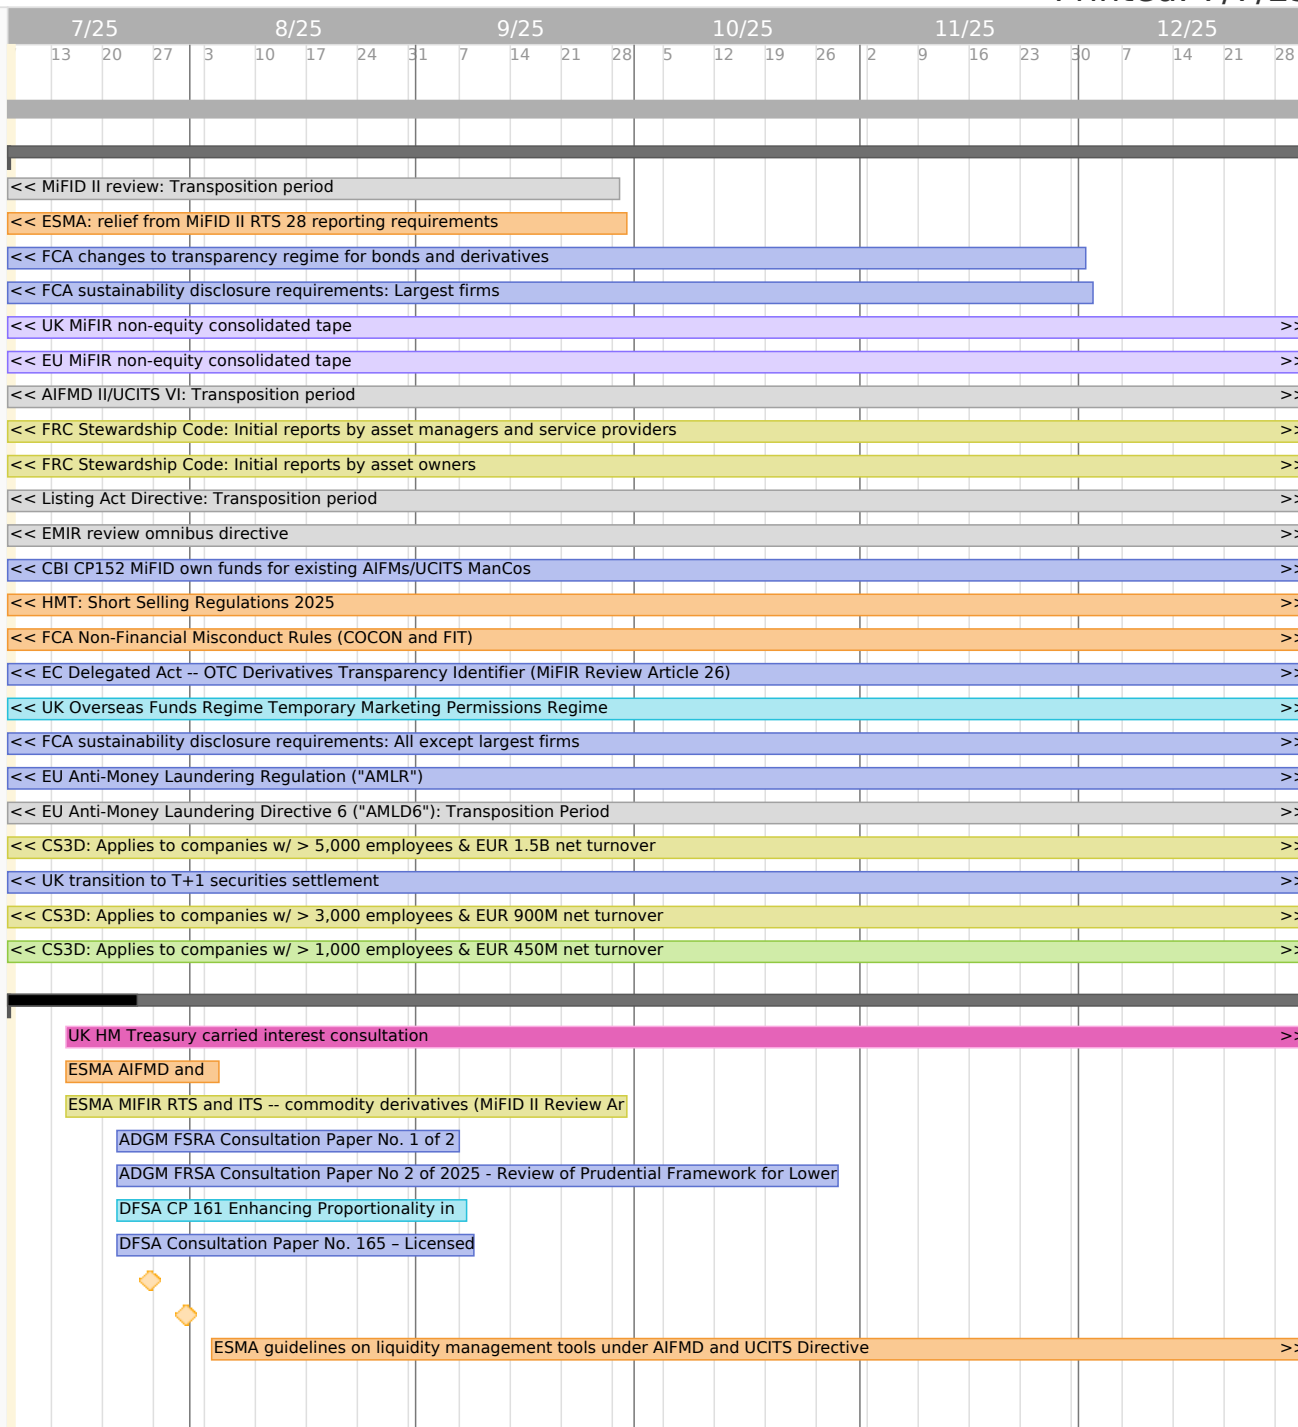 7/25 8/25 9/25 10/25 11/25 12/25
13 20 27 3 10 17 24 31 7 14 21 28 5 12 19 26 2 9 16 23 30 7 14 21 28
<< MiFID II review: Transposition period
<< ESMA: relief from MiFID II RTS 28 reporting requirements
<< FCA changes to transparency regime for bonds and derivatives
<< FCA sustainability disclosure requirements: Largest firms
<< UK MiFIR non-equity consolidated tape >>
<< EU MiFIR non-equity consolidated tape >>
<< AIFMD II/UCITS VI: Transposition period >>
<< FRC Stewardship Code: Initial reports by asset managers and service providers >>
<< FRC Stewardship Code: Initial reports by asset owners >>
<< Listing Act Directive: Transposition period >>
<< EMIR review omnibus directive >>
<< CBI CP152 MiFID own funds for existing AIFMs/UCITS ManCos >>
<< HMT: Short Selling Regulations 2025 >>
<< FCA Non-Financial Misconduct Rules (COCON and FIT) >>
<< EC Delegated Act -- OTC Derivatives Transparency Identifier (MiFIR Review Article 26) >>
<< UK Overseas Funds Regime Temporary Marketing Permissions Regime >>
<< FCA sustainability disclosure requirements: All except largest firms >>
<< EU Anti-Money Laundering Regulation ("AMLR") >>
<< EU Anti-Money Laundering Directive 6 ("AMLD6"): Transposition Period >>
<< CS3D: Applies to companies w/ > 5,000 employees & EUR 1.5B net turnover >>
<< UK transition to T+1 securities settlement >>
<< CS3D: Applies to companies w/ > 3,000 employees & EUR 900M net turnover >>
<< CS3D: Applies to companies w/ > 1,000 employees & EUR 450M net turnover >>
UK HM Treasury carried interest consultation >>
ESMA AIFMD and
ESMA MIFIR RTS and ITS -- commodity derivatives (MiFID II Review Ar
ADGM FSRA Consultation Paper No. 1 of 2
ADGM FRSA Consultation Paper No 2 of 2025 - Review of Prudential Framework for Lower
DFSA CP 161 Enhancing Proportionality in
DFSA Consultation Paper No. 165 – Licensed
ESMA guidelines on liquidity management tools under AIFMD and UCITS Directive >>